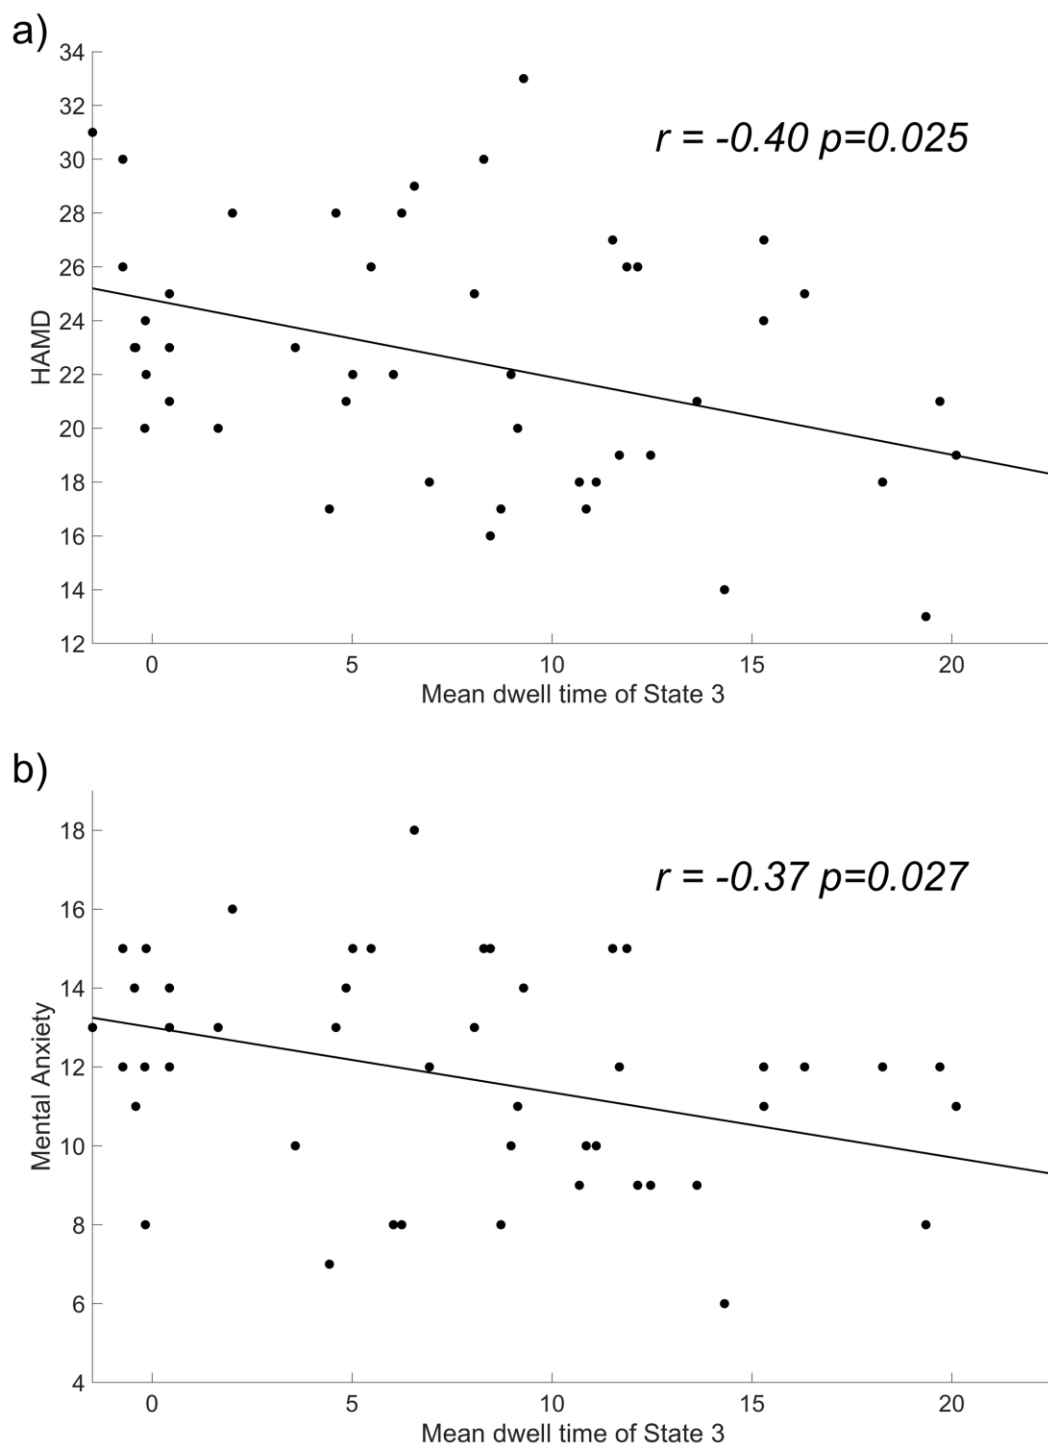 a)
34
32
30
28
26
24
22
20
18
16
14
12
HAMD
r = -0.40 p=0.025
0 5 10 15 20
Mean dwell time of State 3
b)
18
16
14
12
10
8
6
4
Mental Anxiety
r = -0.37 p=0.027
0 5 10 15 20
Mean dwell time of State 3